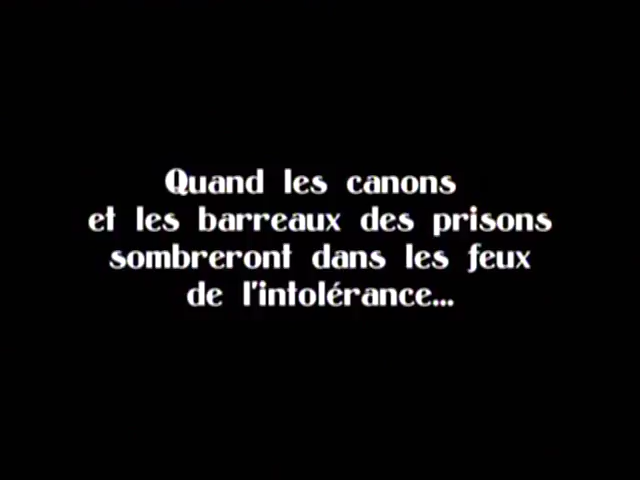 Quand les canons
et les barreaux des prisons
sombreront dans les feux
de l'intolérance...